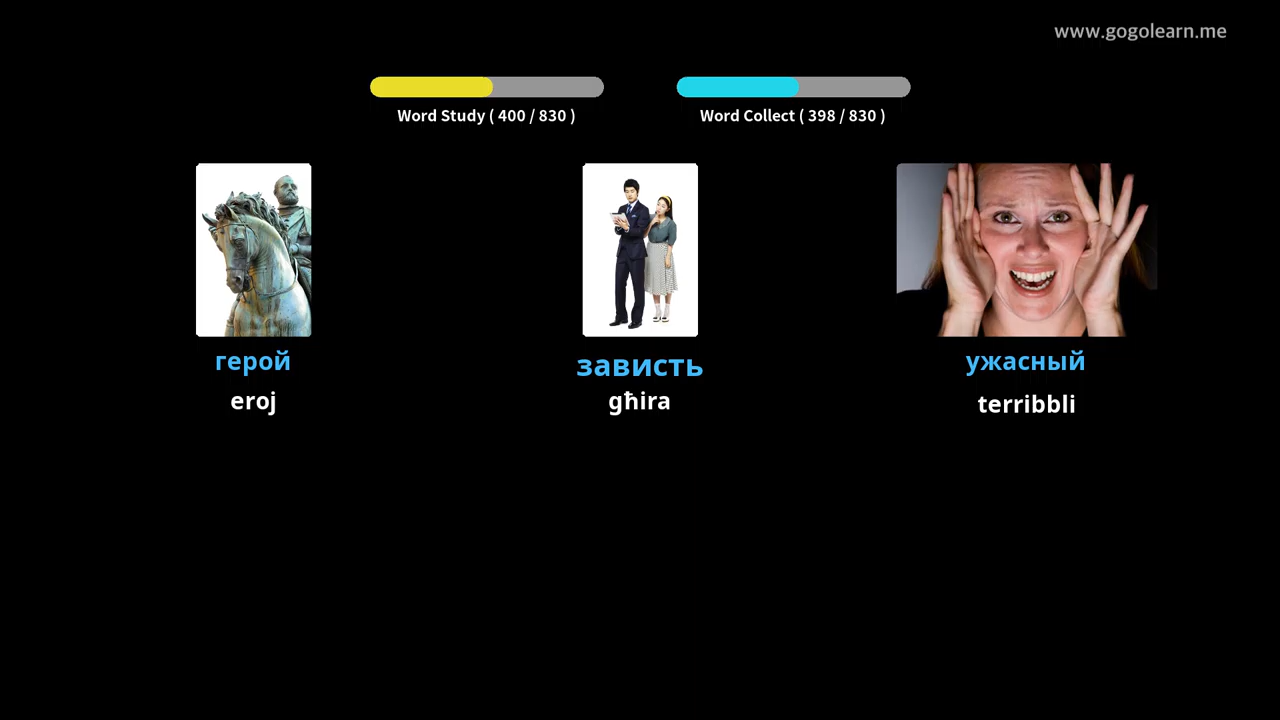 www.gogolearn.me
Word Study ( 400 / 830 )
Word Collect ( 398 / 830 )
герой
зависть
ужасный
eroj
għira
terribbli